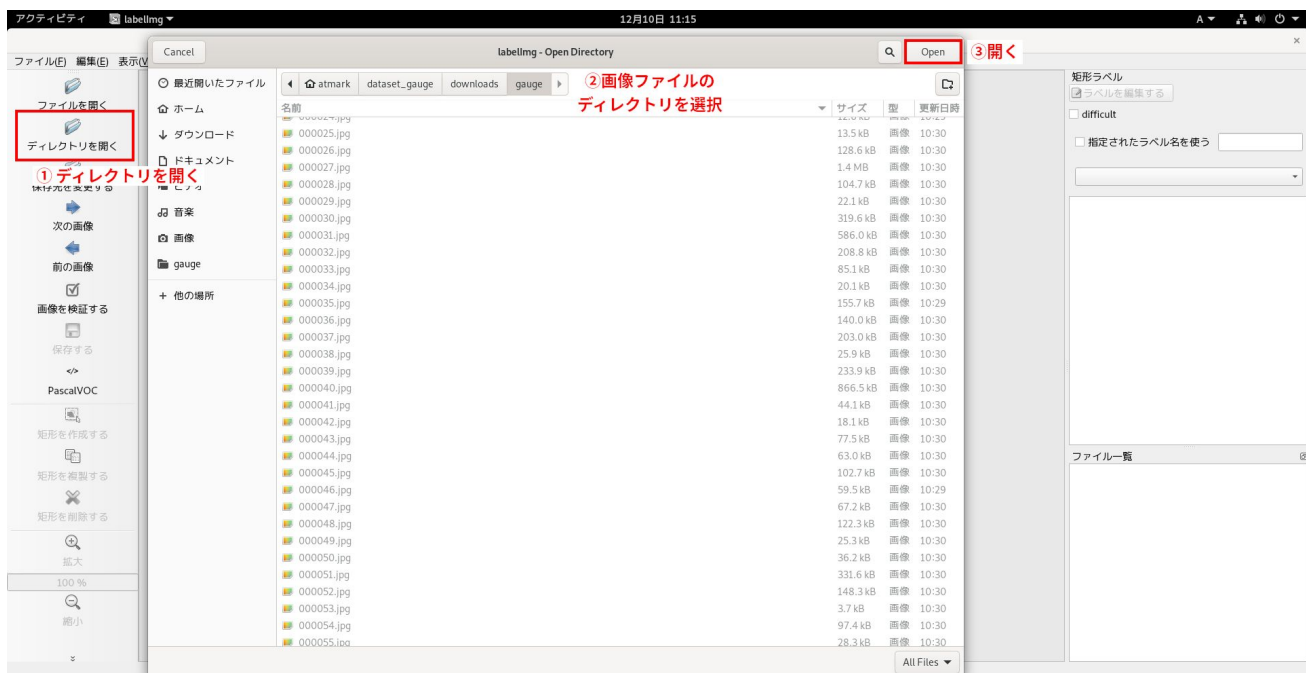 アクティビティ labelImg 12月10日 11:15 A
Cancel labelImg - Open Directory Open ③開く
ファイル(F) 編集(E) 表示(V
ファイルを開く
ディレクトリを開く
①ディレクトリを開く
保存先を変更する
次の画像
前の画像
画像を検証する
保存する
</>
PascalVOC
矩形を作成する
矩形を複製する
矩形を削除する
拡大
100 %
縮小
最近開いたファイル
ホーム
ダウンロード
ドキュメント
ビデオ
音楽
画像
gauge
+ 他の場所
atmark dataset_gauge downloads gauge
②画像ファイルの
ディレクトリを選択
名前 サイズ 型 更新日時
000024.jpg 12.0 kB 画像 10:29
000025.jpg 13.5 kB 画像 10:30
000026.jpg 128.6 kB 画像 10:30
000027.jpg 1.4 MB 画像 10:30
000028.jpg 104.7 kB 画像 10:30
000029.jpg 22.1 kB 画像 10:30
000030.jpg 319.6 kB 画像 10:30
000031.jpg 586.0 kB 画像 10:30
000032.jpg 208.8 kB 画像 10:30
000033.jpg 85.1 kB 画像 10:30
000034.jpg 20.1 kB 画像 10:30
000035.jpg 155.7 kB 画像 10:29
000036.jpg 140.0 kB 画像 10:30
000037.jpg 203.0 kB 画像 10:30
000038.jpg 25.9 kB 画像 10:30
000039.jpg 233.9 kB 画像 10:30
000040.jpg 866.5 kB 画像 10:30
000041.jpg 44.1 kB 画像 10:30
000042.jpg 18.1 kB 画像 10:30
000043.jpg 77.5 kB 画像 10:30
000044.jpg 63.0 kB 画像 10:30
000045.jpg 102.7 kB 画像 10:30
000046.jpg 59.5 kB 画像 10:29
000047.jpg 67.2 kB 画像 10:30
000048.jpg 122.3 kB 画像 10:30
000049.jpg 25.3 kB 画像 10:30
000050.jpg 36.2 kB 画像 10:30
000051.jpg 331.6 kB 画像 10:30
000052.jpg 148.3 kB 画像 10:30
000053.jpg 3.7 kB 画像 10:30
000054.jpg 97.4 kB 画像 10:30
000055.jpg 28.3 kB 画像 10:30
All Files
矩形ラベル
ラベルを編集する
difficult
指定されたラベル名を使う
ファイル一覧